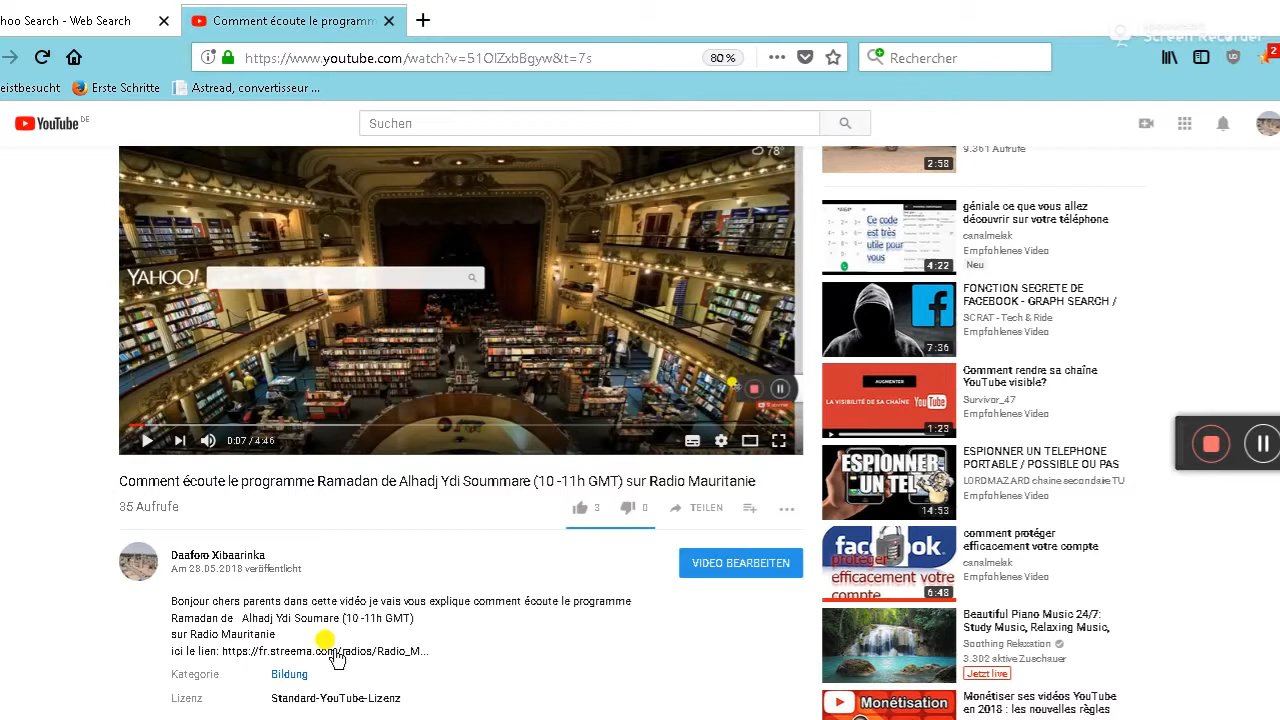 hoo Search - Web Search
Comment écoute le programm
https://www.youtube.com/watch?v=51OlZxbBgyw&t=7s
80 %
Rechercher
2
eistbesucht
Erste Schritte
Astread, convertisseur ...
Screen Recorder
YouTube DE
Suchen
78°
YAHOO!
0:07 / 4:46
Comment écoute le programme Ramadan de Alhadj Ydi Soummare (10 -11h GMT) sur Radio Mauritanie
35 Aufrufe
3
0
TEILEN
Daaforo Xibaarinka
Am 28.05.2018 veröffentlicht
VIDEO BEARBEITEN
Bonjour chers parents dans cette vidéo je vais vous explique comment écoute le programme
Ramadan de Alhadj Ydi Soumare (10 -11h GMT)
sur Radio Mauritanie
ici le lien: https://fr.streema.com/radios/Radio_M...
Kategorie
Bildung
Lizenz
Standard-YouTube-Lizenz
2:58
9.361 Aufrufe
Ce code
est très
utile pour
vous
4:22
géniale ce que vous allez
découvrir sur votre téléphone
canalmelak
Empfohlenes Video
Neu
7:36
FONCTION SECRETE DE
FACEBOOK - GRAPH SEARCH /
SCRAT - Tech & Ride
Empfohlenes Video
AUGMENTER
LA VISIBILITÉ DE SA CHAÎNE YouTube
1:23
Comment rendre sa chaîne
YouTube visible?
Survivor_47
Empfohlenes Video
ESPIONNER
UN TEL
14:53
ESPIONNER UN TELEPHONE
PORTABLE / POSSIBLE OU PAS
LORDMAZARD chaine secondaire TU
Empfohlenes Video
facebook
protéger
efficacement votre
compte
6:48
comment protéger
efficacement votre compte
canalmelak
Empfohlenes Video
Beautiful Piano Music 24/7:
Study Music, Relaxing Music,
Soothing Relaxation
3.302 aktive Zuschauer
Jetzt live
Monétisation
Monétiser ses vidéos YouTube
en 2018 : les nouvelles règles